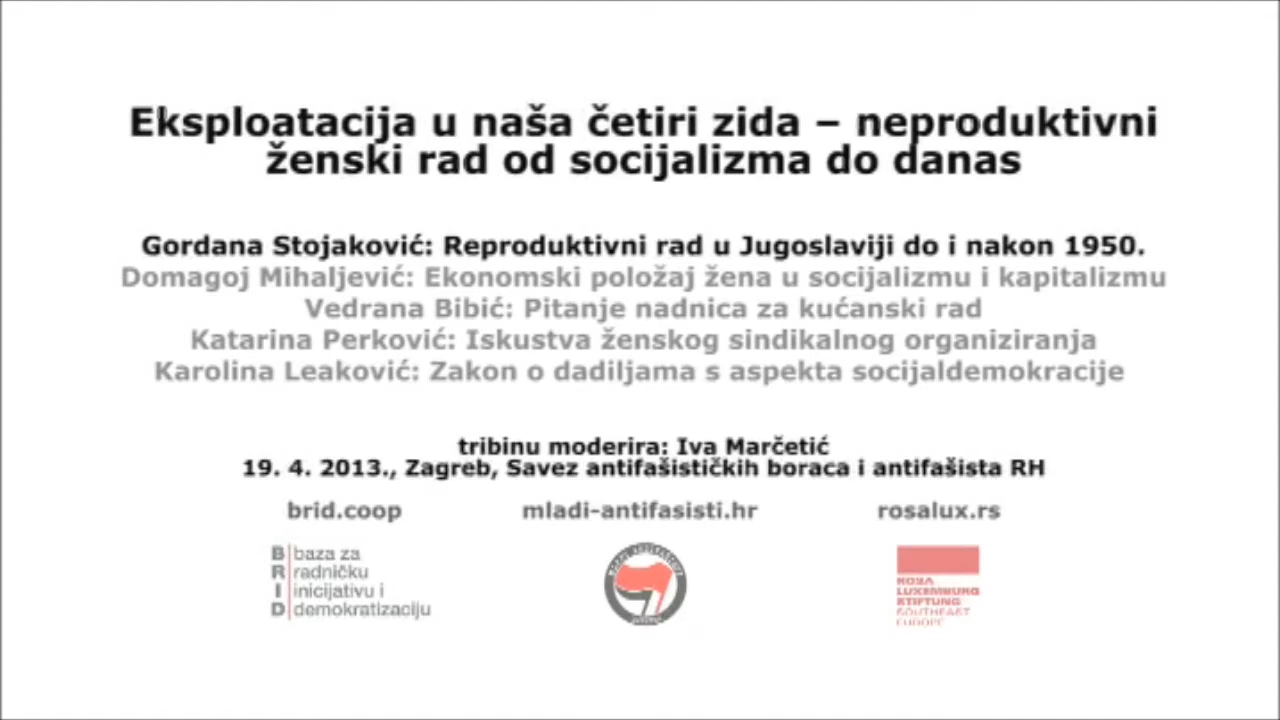 Eksploatacija u naša četiri zida – neproduktivni
ženski rad od socijalizma do danas
Gordana Stojaković: Reproduktivni rad u Jugoslaviji do i nakon 1950.
Domagoj Mihaljević: Ekonomski položaj žena u socijalizmu i kapitalizmu
Vedrana Bibić: Pitanje nadnica za kućanski rad
Katarina Perković: Iskustva ženskog sindikalnog organiziranja
Karolina Leaković: Zakon o dadiljama s aspekta socijaldemokracije
tribinu moderira: Iva Marčetić
19. 4. 2013., Zagreb, Savez antifašističkih boraca i antifašista RH
brid.coop mladi-antifasisti.hr rosalux.rs
B baza za
R radničku
I inicijativu i
D demokratizaciju
ROSA
LUXEMBURG
STIFTUNG
SOUTHEAST
EUROPE